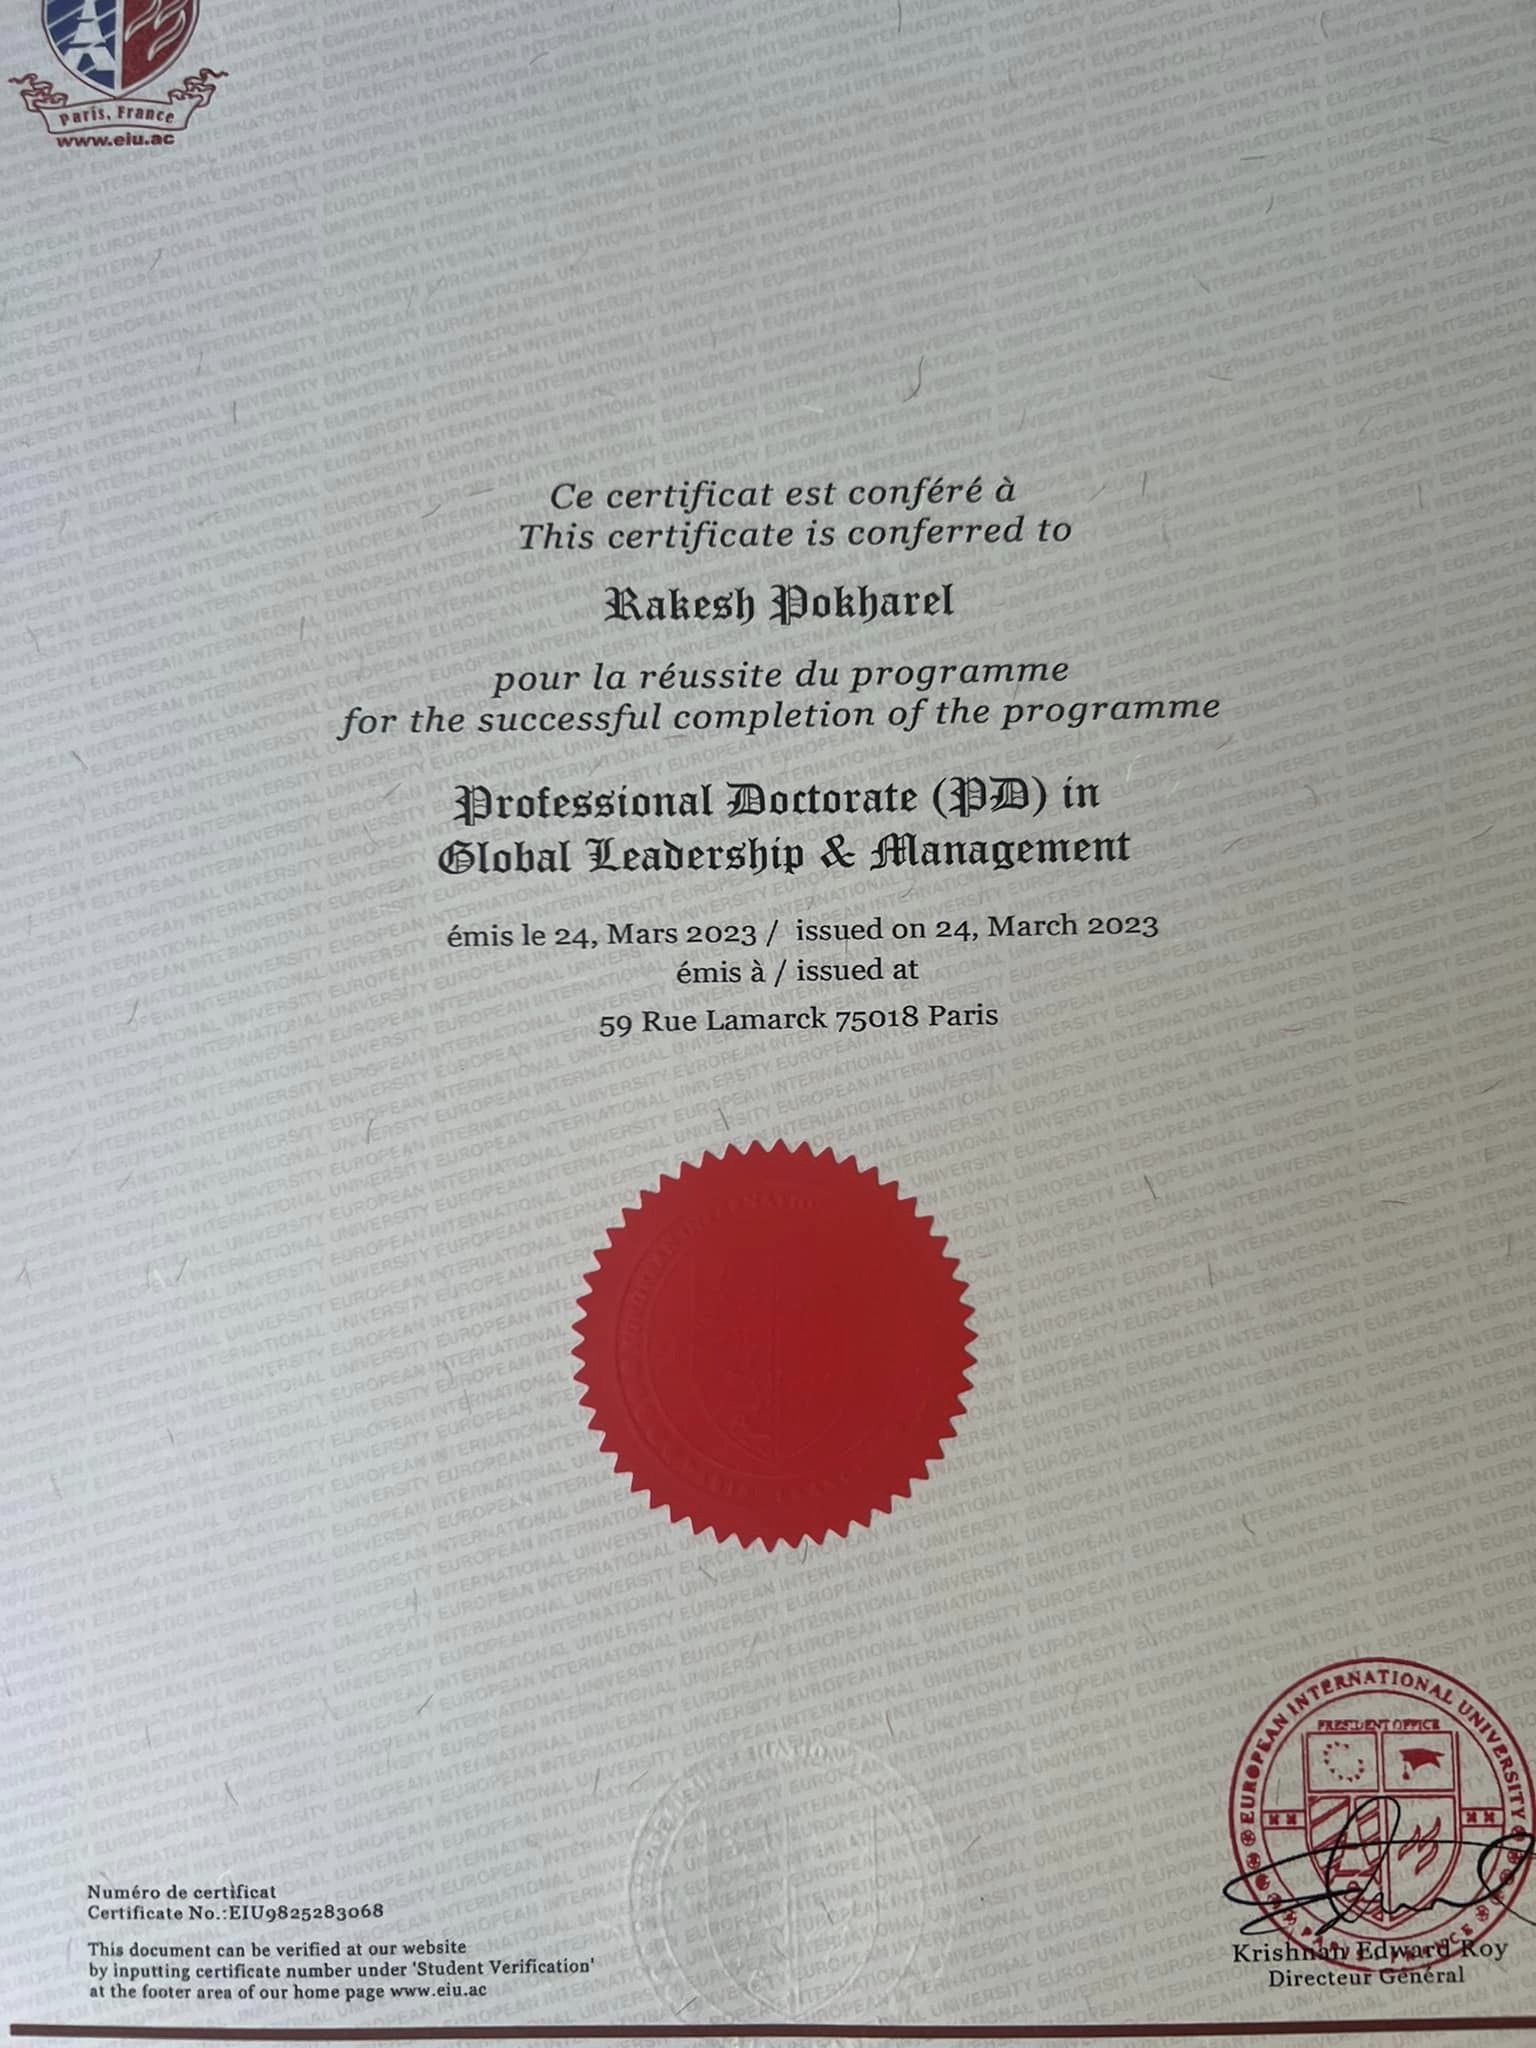 Paris, France
www.eiu.ac
Ce certificat est conféré à
This certificate is conferred to
Rakesh Pokharel
pour la réussite du programme
for the successful completion of the programme
Professional Doctorate (PD) in
Global Leadership & Management
émis le 24, Mars 2023 / issued on 24, March 2023
émis à / issued at
59 Rue Lamarck 75018 Paris
EUROPEAN INTERNATIONAL UNIVERSITY
PRESIDENT OFFICE
Numéro de certificat
Certificate No.:EIU9825283068
This document can be verified at our website
by inputting certificate number under 'Student Verification'
at the footer area of our home page www.eiu.ac
Krishnan Edward Roy
Directeur Général